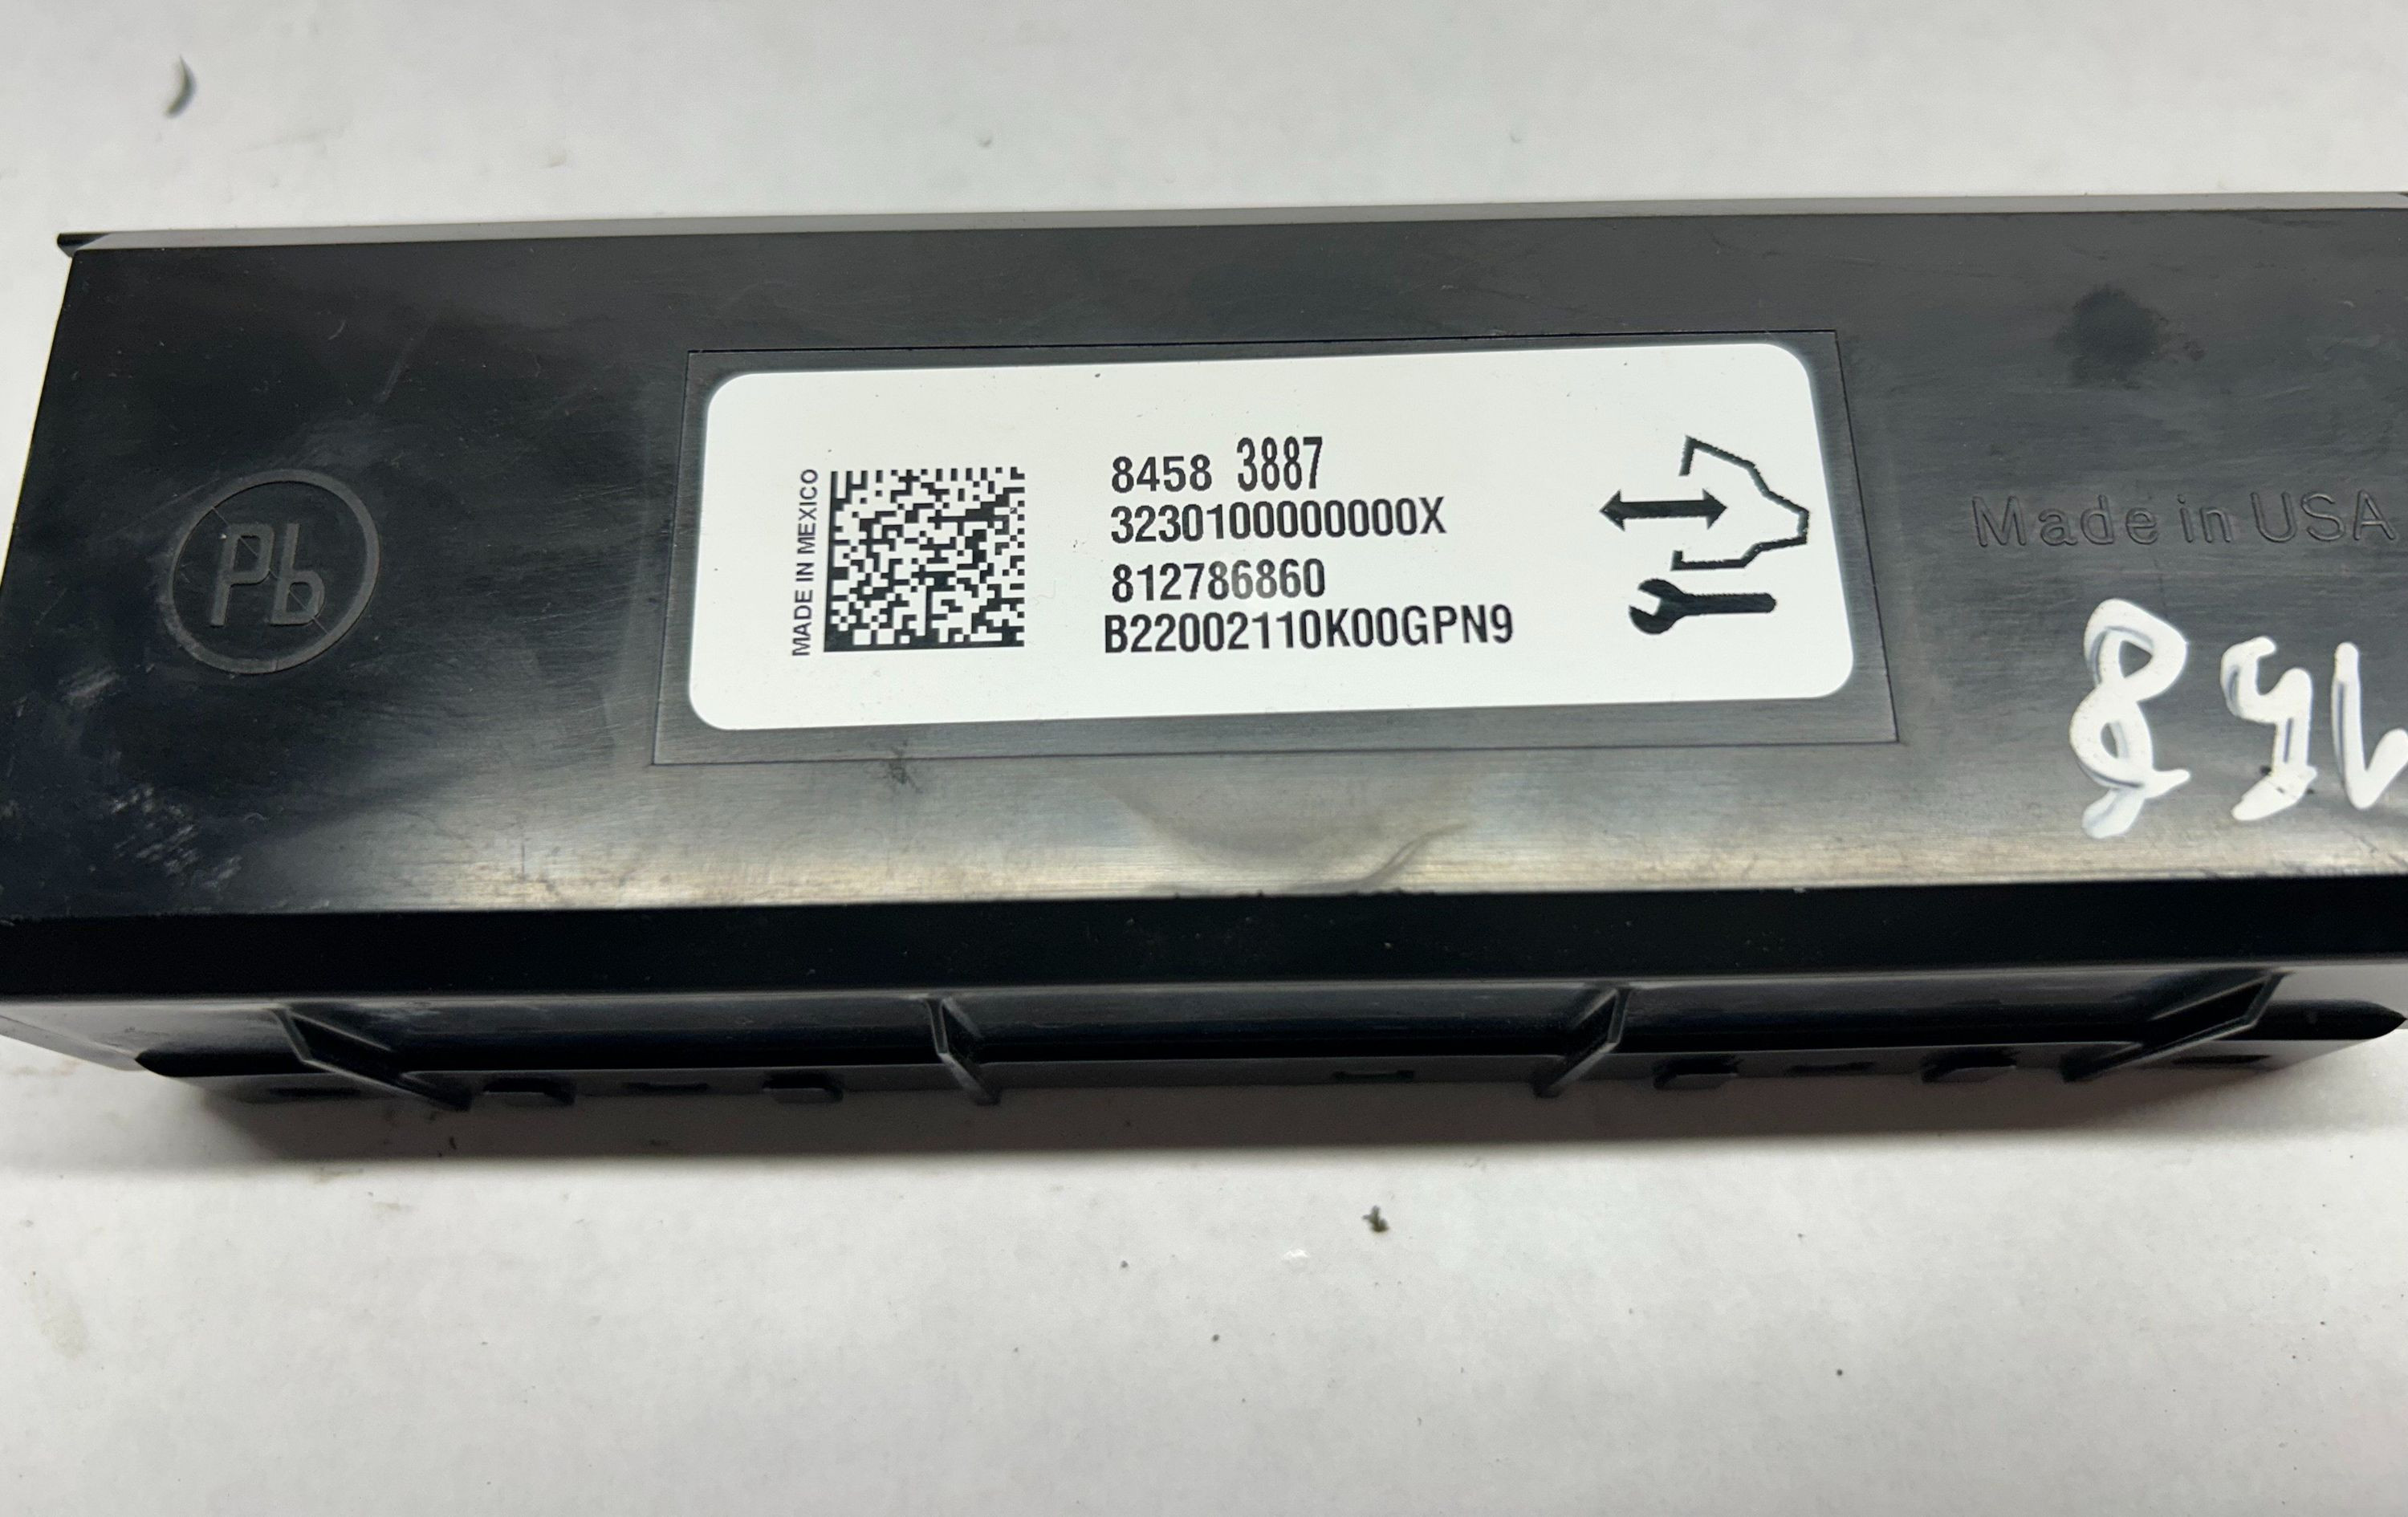 Pb
MADE IN MEXICO
8458 3887
3230100000000X
812786860
B22002110K00GPN9
Made in USA